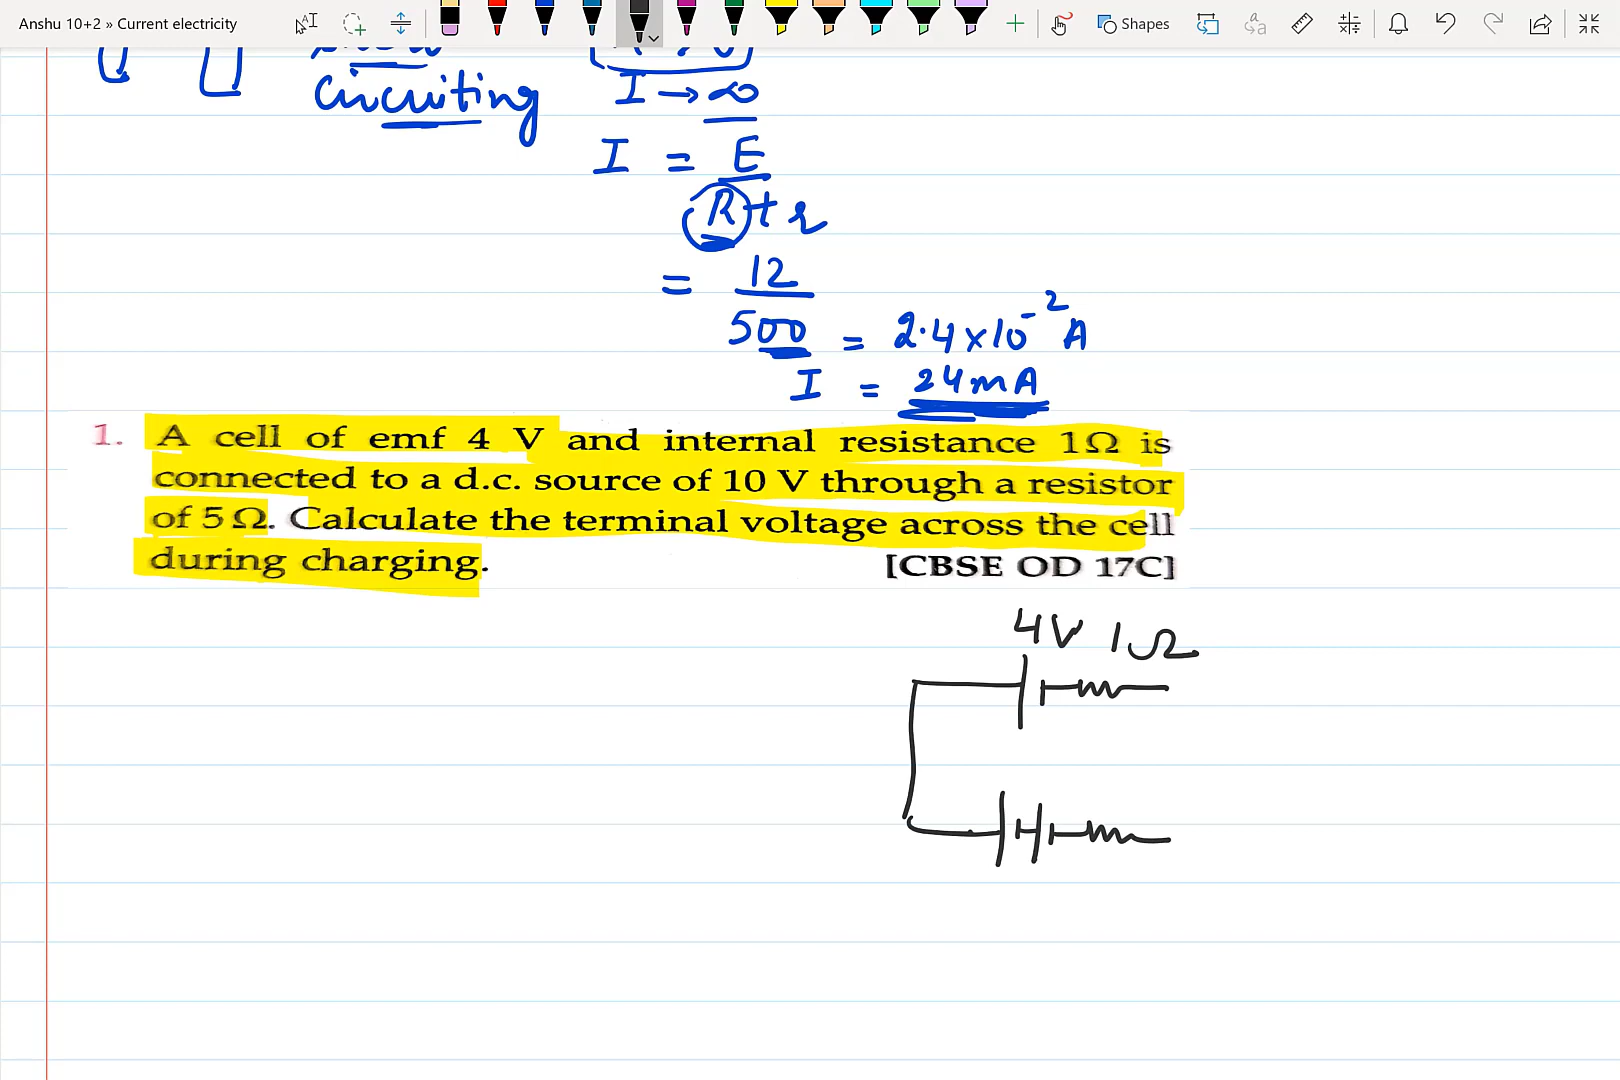 Anshu 10+2 » Current electricity
Shapes
circuiting
I → ∞
I = E
R + r
= 12
500 = 2.4×10⁻² A
I = 24 mA
1. A cell of emf 4 V and internal resistance 1Ω is
connected to a d.c. source of 10 V through a resistor
of 5 Ω. Calculate the terminal voltage across the cell
during charging. [CBSE OD 17C]
4V 1Ω